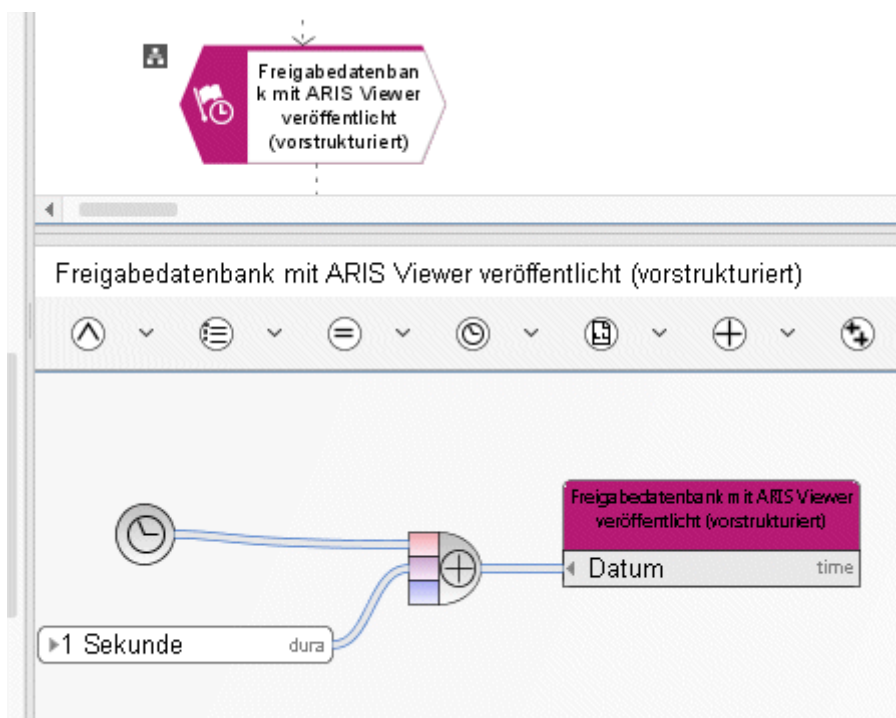 Freigabedatenban
k mit ARIS Viewer
veröffentlicht
(vorstrukturiert)
Freigabedatenbank mit ARIS Viewer veröffentlicht (vorstrukturiert)
Freigabedatenbank mit ARIS Viewer
veröffentlicht (vorstrukturiert)
Datum time
1 Sekunde dura